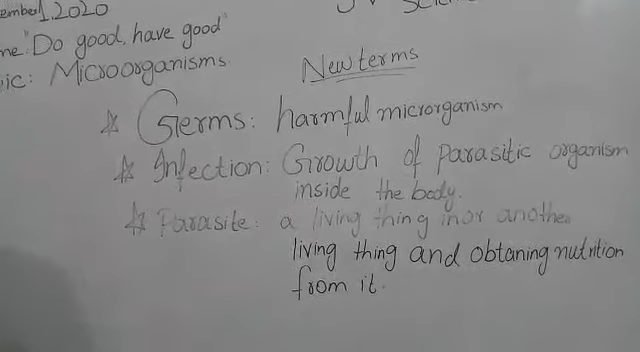 ember 1, 2020
me "Do good, have good"
ic: Microorganisms
New terms
☆ Germs: harmful microrganism
☆ Infection: Growth of parasitic organism
inside the body.
☆ Parasite: a living thing inor another
living thing and obtaning nutrition
from it.